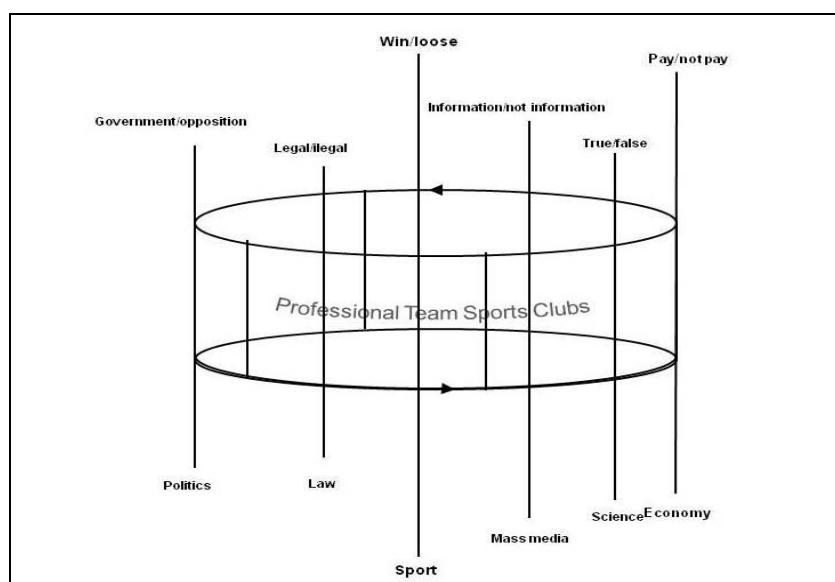 Win/loose
Pay/not pay
Information/not information
Government/opposition
True/false
Legal/ilegal
Professional Team Sports Clubs
Politics
Law
Science
Economy
Mass media
Sport